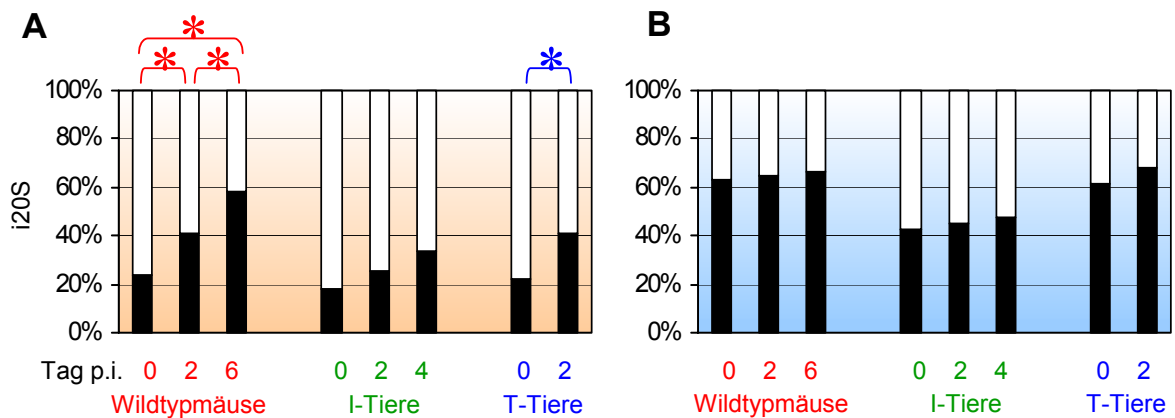 A B
* * * *
100% 100%
80% 80%
60% 60%
40% 40%
20% 20%
0% 0%
i20S
Tag p.i. 0 2 6 0 2 4 0 2 0 2 6 0 2 4 0 2
Wildtypmäuse I-Tiere T-Tiere Wildtypmäuse I-Tiere T-Tiere